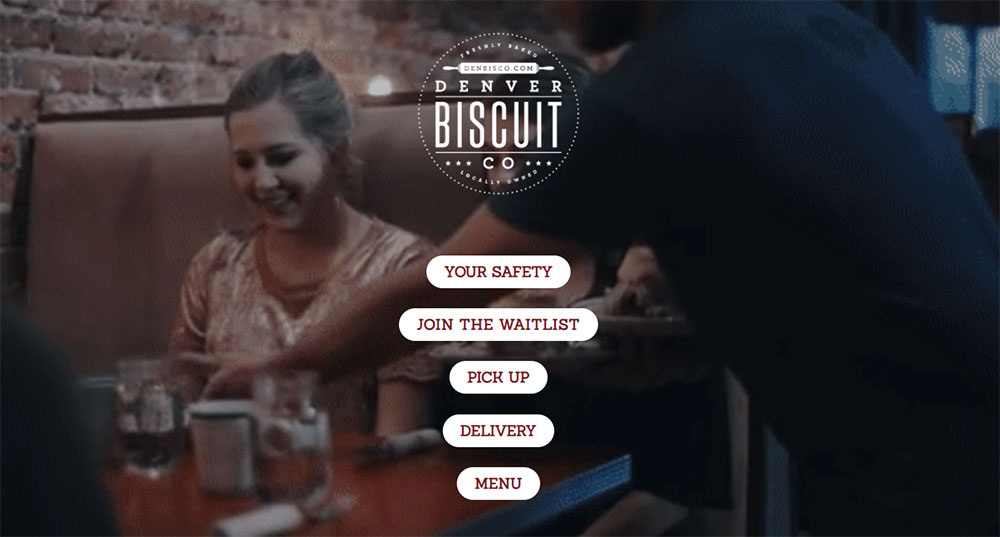 FRESHLY BAKED
DENBISCO.COM
DENVER
BISCUIT
CO
LOCALLY OWNED
YOUR SAFETY
JOIN THE WAITLIST
PICK UP
DELIVERY
MENU